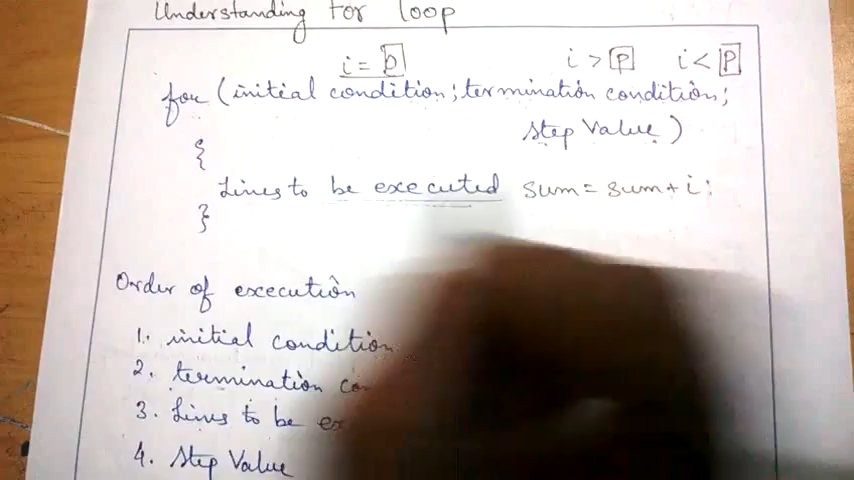 Understanding for loop
i = p i > p i < p
for (initial condition; termination condition;
step Value)
{
Lines to be executed sum = sum + i;
}
Order of execution
1. initial condition
2. termination
3. Lines to be
4. Step Value